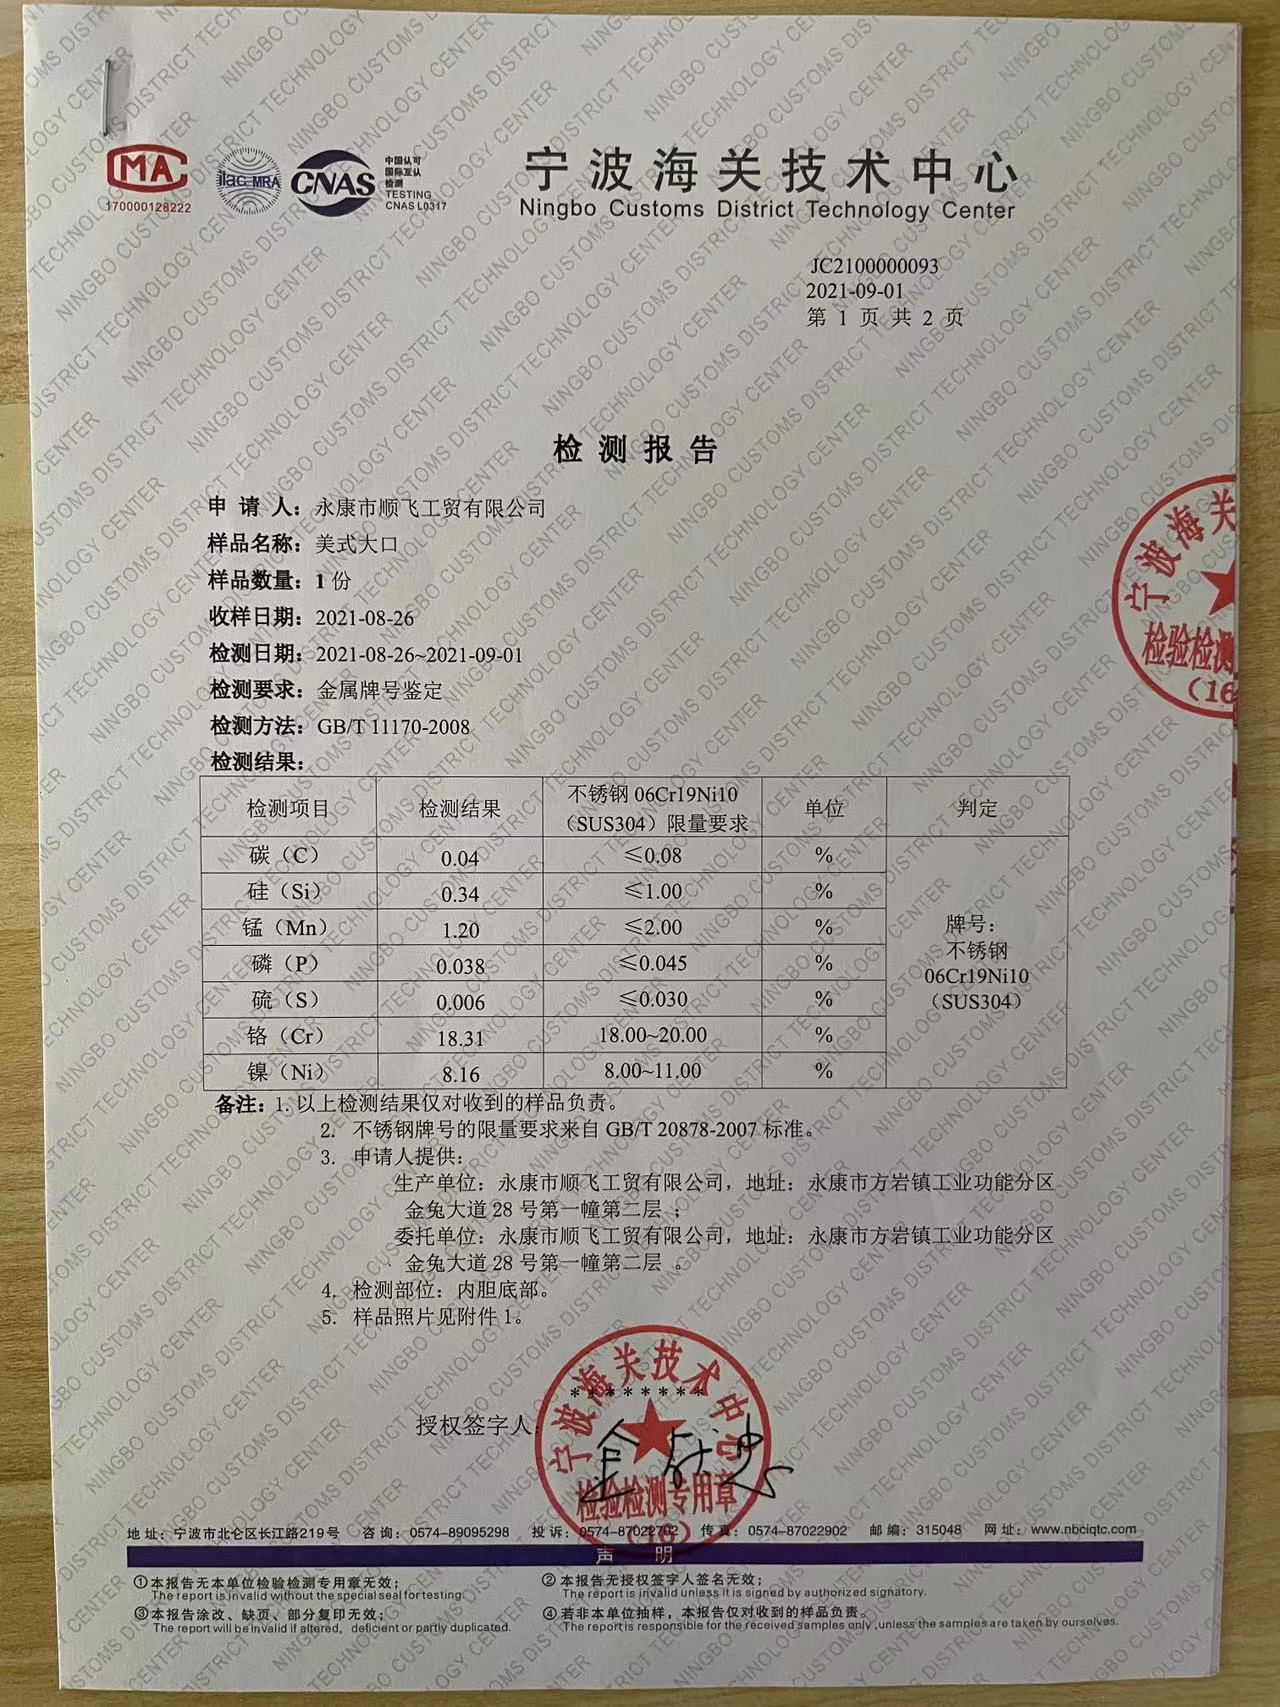 MA
170000128222
ilac-MRA
CNAS
中国认可
国际互认
检测
TESTING
CNAS L0317
宁波海关技术中心
Ningbo Customs District Technology Center
JC2100000093
2021-09-01
第 1 页 共 2 页
检测报告
申请人：永康市顺飞工贸有限公司
样品名称：美式大口
样品数量：1 份
收样日期：2021-08-26
检测日期：2021-08-26~2021-09-01
检测要求：金属牌号鉴定
检测方法：GB/T 11170-2008
检测结果：
检测项目 检测结果 不锈钢 06Cr19Ni10（SUS304）限量要求 单位 判定
碳（C） 0.04 ≤0.08 %
硅（Si） 0.34 ≤1.00 %
锰（Mn） 1.20 ≤2.00 %
磷（P） 0.038 ≤0.045 %
硫（S） 0.006 ≤0.030 %
铬（Cr） 18.31 18.00~20.00 %
镍（Ni） 8.16 8.00~11.00 %
牌号：
不锈钢
06Cr19Ni10
（SUS304）
备注：1. 以上检测结果仅对收到的样品负责。
2. 不锈钢牌号的限量要求来自 GB/T 20878-2007 标准。
3. 申请人提供：
生产单位：永康市顺飞工贸有限公司，地址：永康市方岩镇工业功能分区
金兔大道 28 号第一幢第二层 ；
委托单位：永康市顺飞工贸有限公司，地址：永康市方岩镇工业功能分区
金兔大道 28 号第一幢第二层 。
4. 检测部位：内胆底部。
5. 样品照片见附件 1。
********
授权签字人：
宁波海关技术中心
检验检测专用章
（16）
宁波海关
检验检测
（16
地址：宁波市北仑区长江路219号 咨询：0574-89095298 投诉：0574-87022702 传真：0574-87022902 邮编：315048 网址：www.nbciqtc.com
声 明
①本报告无本单位检验检测专用章无效；
The report is invalid without the special seal for testing.
②本报告无授权签字人签名无效；
The report is invalid unless it is signed by authorized signatory.
③本报告涂改、缺页、部分复印无效；
The report will be invalid if altered, deficient or partly duplicated.
④若非本单位抽样，本报告仅对收到的样品负责。
The report is responsible for the received samples only ,unless the samples are taken by ourselves.
NINGBO CUSTOMS DISTRICT TECHNOLOGY CENTER